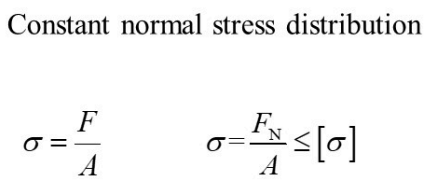 Constant normal stress distribution
σ = F/A σ = F_N/A ≤ [σ]